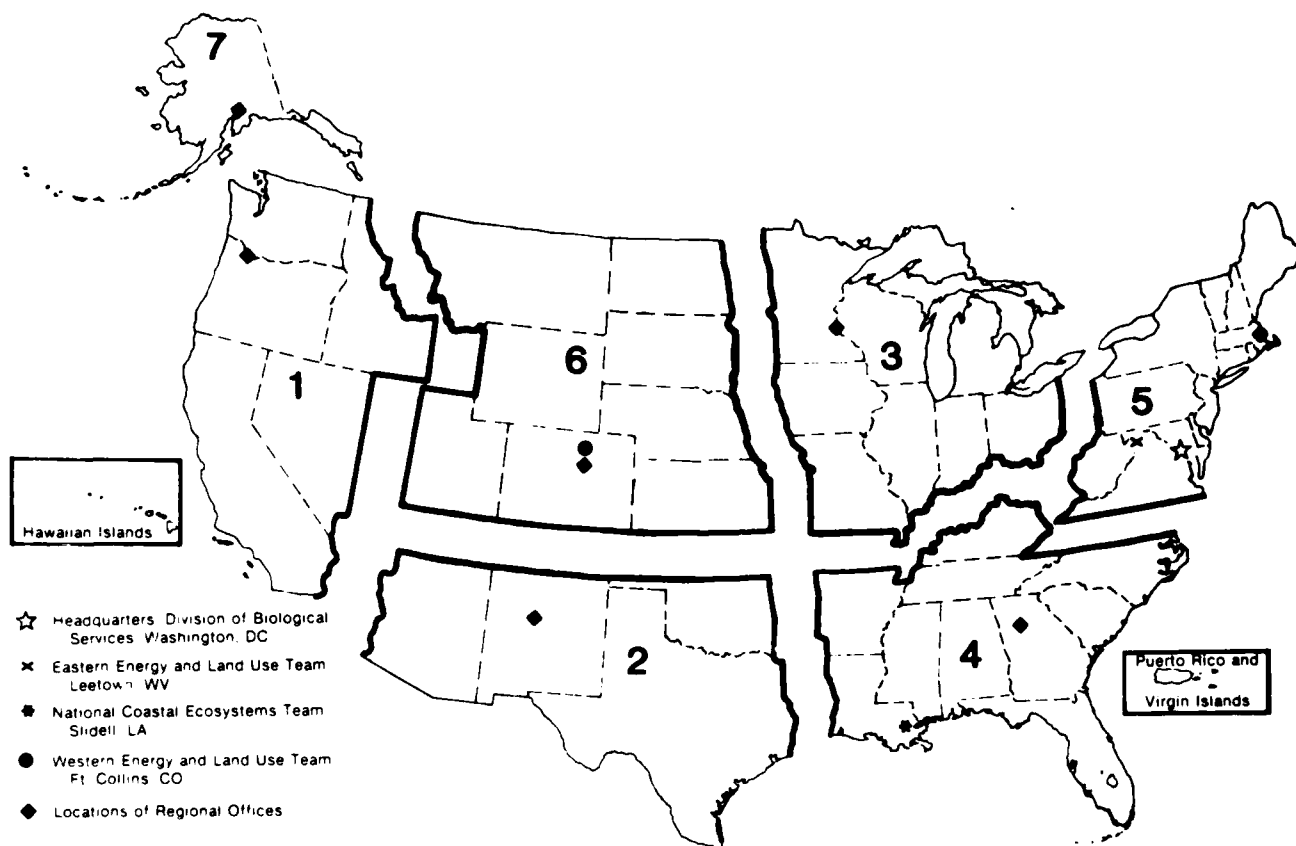 7
1
6
3
5
2
4
Hawaiian Islands
Puerto Rico and
Virgin Islands
Headquarters Division of Biological
Services Washington, DC
Eastern Energy and Land Use Team
Leetown WV
National Coastal Ecosystems Team
Slidell LA
Western Energy and Land Use Team
Ft Collins CO
Locations of Regional Offices